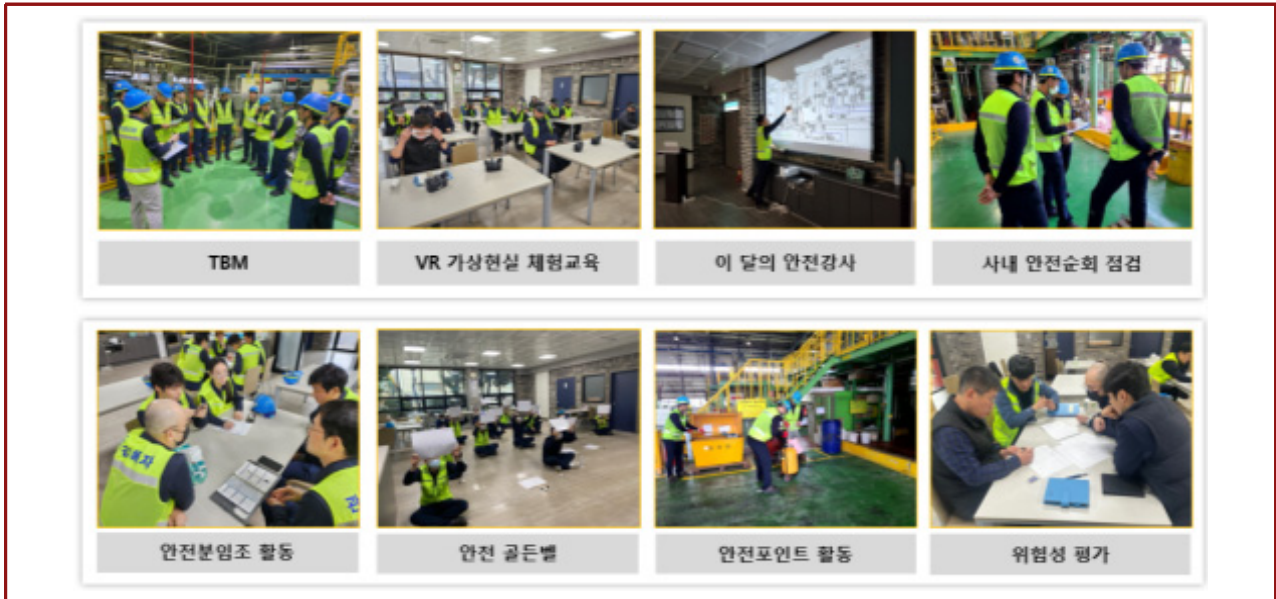 TBM
VR 가상현실 체험교육
이 달의 안전강사
사내 안전순회 점검
안전분임조 활동
안전 골든벨
안전포인트 활동
위험성 평가